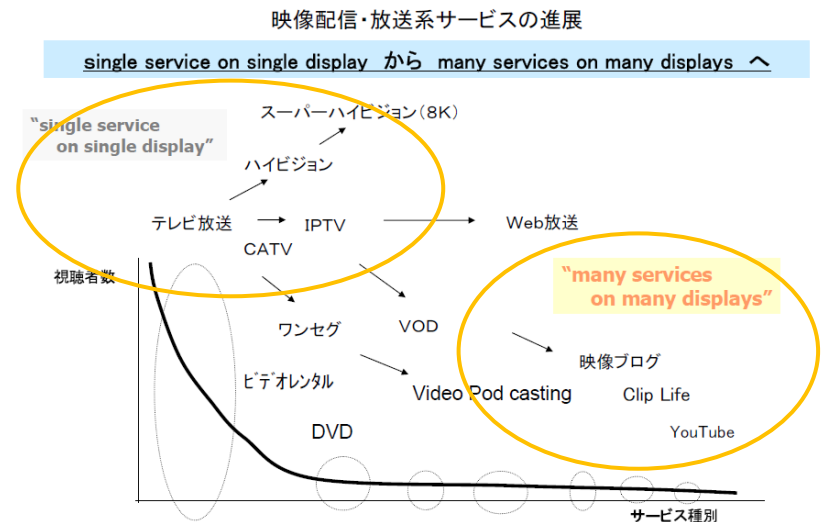 映像配信・放送系サービスの進展
single service on single display から many services on many displays へ
スーパーハイビジョン(8K)
“single service
on single display”
ハイビジョン
テレビ放送
IPTV
Web放送
CATV
視聴者数
“many services
on many displays”
ワンセグ
VOD
映像ブログ
ビデオレンタル
Video Pod casting
Clip Life
DVD
YouTube
サービス種別